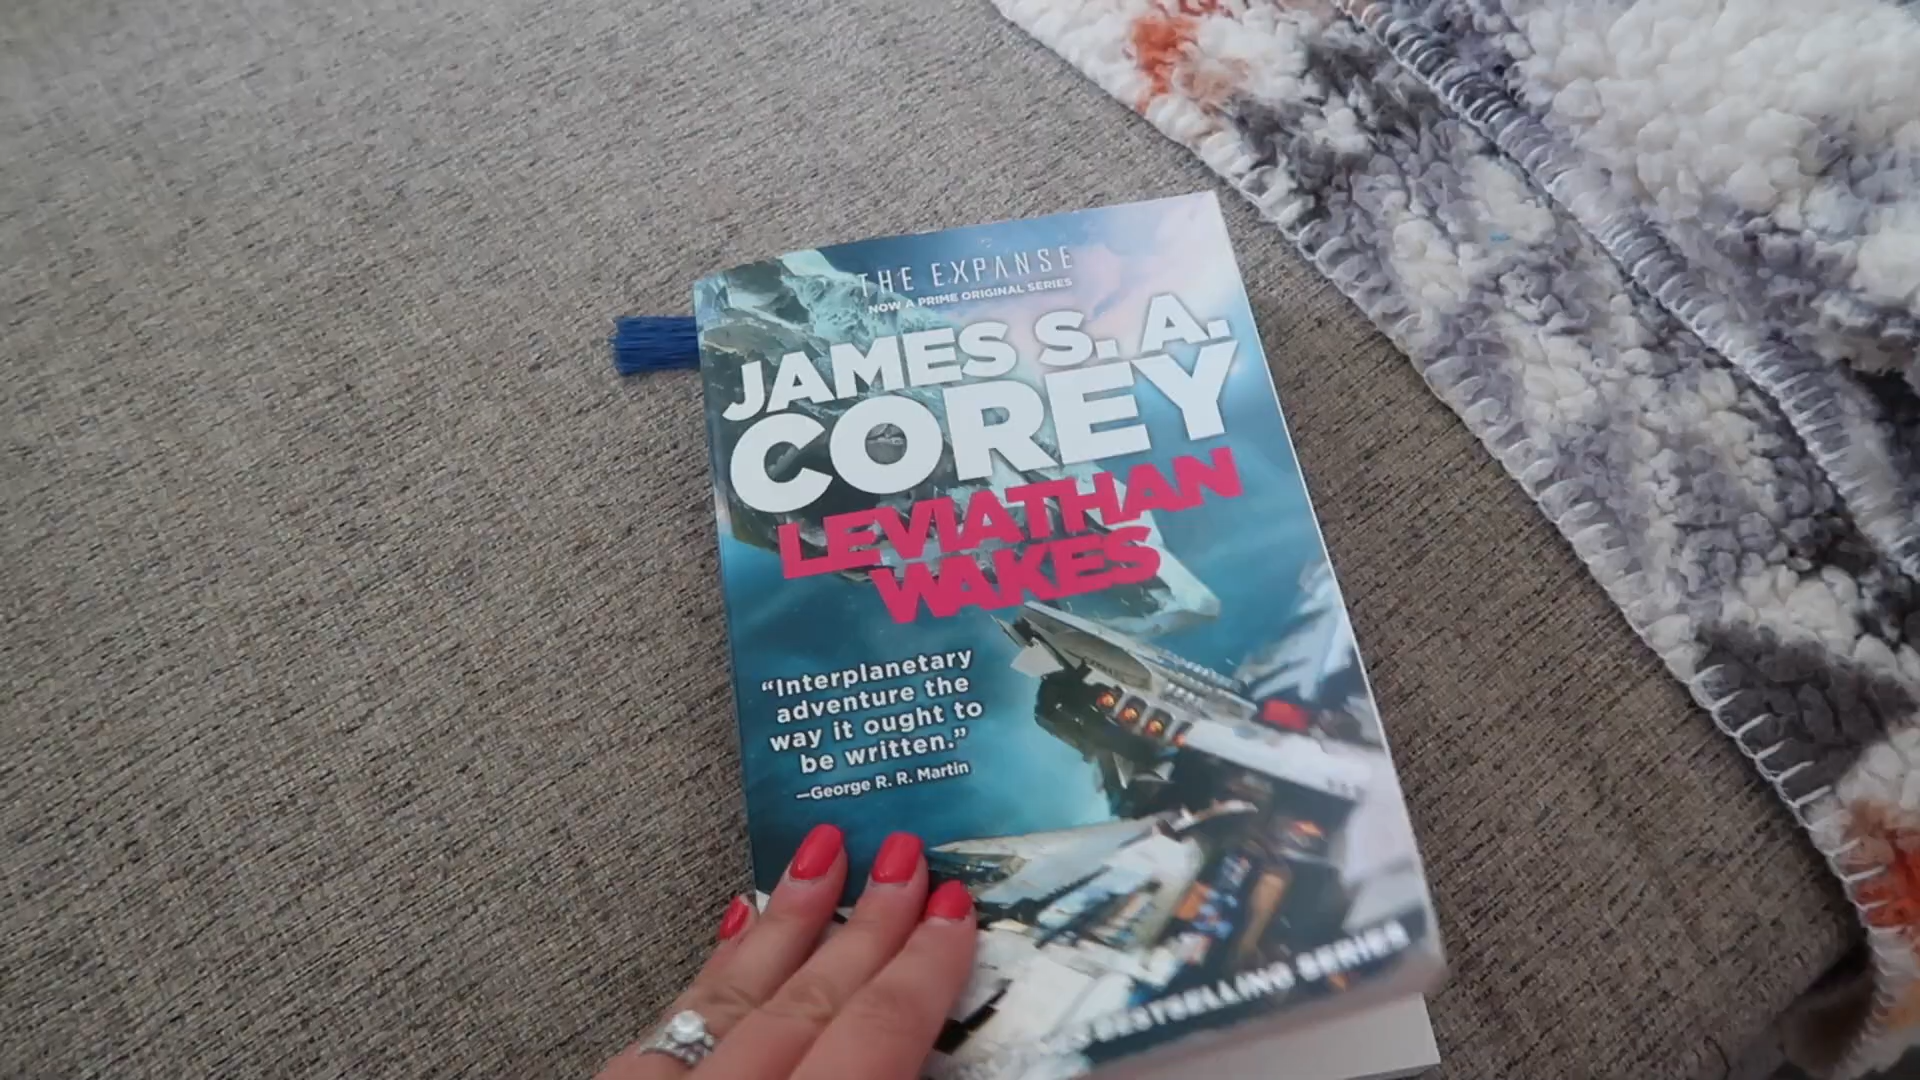 THE EXPANSE
NOW A PRIME ORIGINAL SERIES
JAMES S. A.
COREY
LEVIATHAN
WAKES
“Interplanetary
adventure the
way it ought to
be written.”
—George R. R. Martin
BESTSELLING SERIES